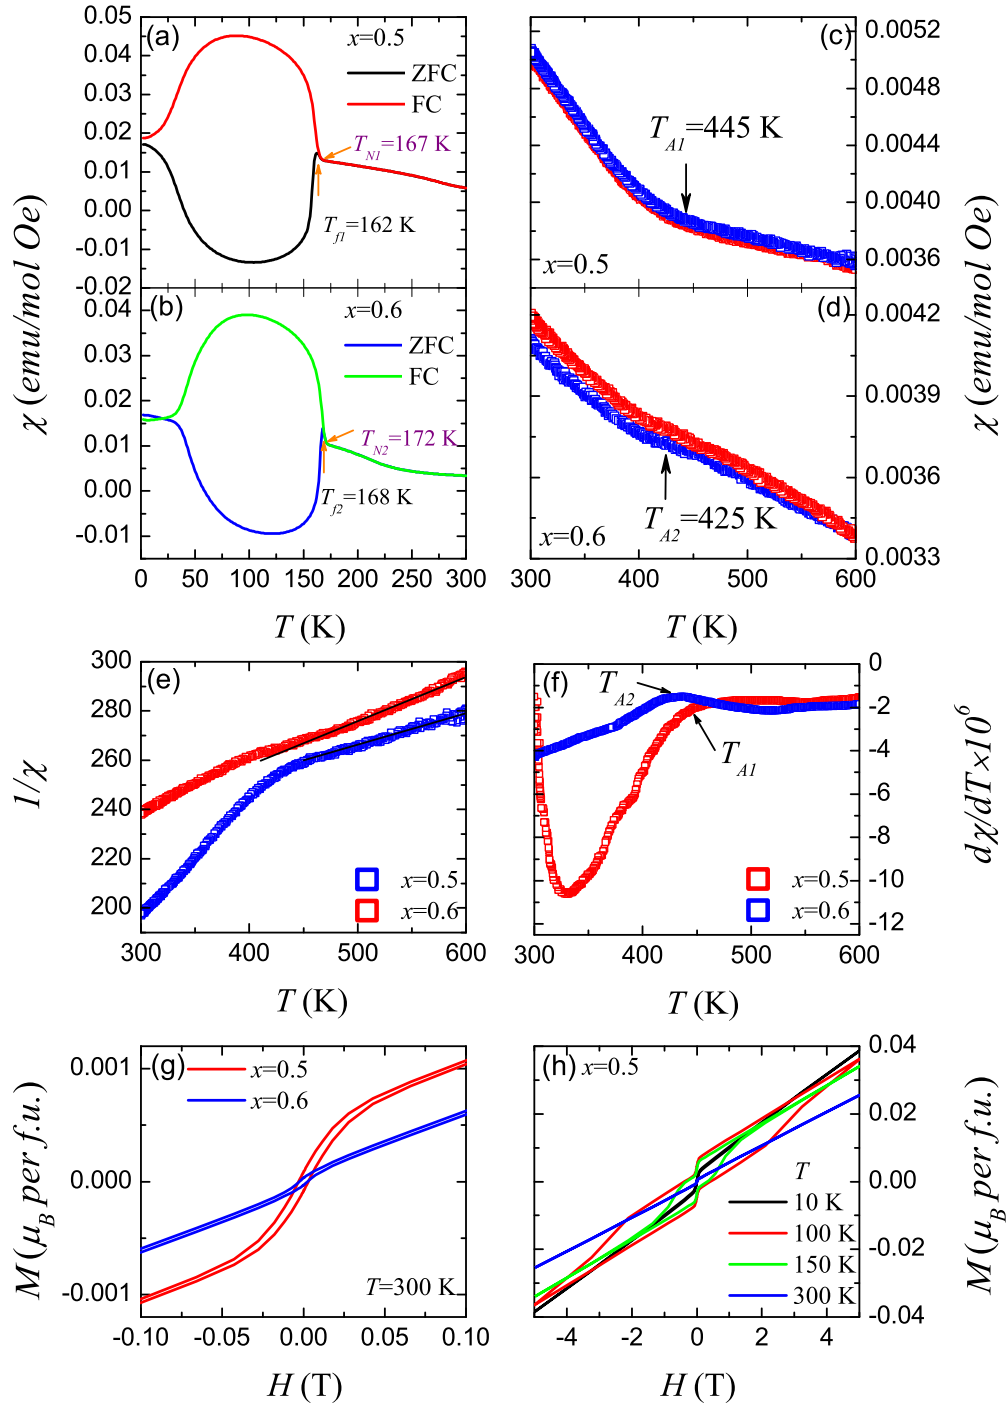 (a)
x=0.5
ZFC
FC
T_N1=167 K
T_f1=162 K
0.05
0.04
0.03
0.02
0.01
0.00
-0.01
-0.02
(b)
x=0.6
ZFC
FC
T_N2=172 K
T_f2=168 K
0.04
0.03
0.02
0.01
0.00
-0.01
0 50 100 150 200 250 300
T (K)
χ (emu/mol Oe)
(c)
T_A1=445 K
x=0.5
0.0052
0.0048
0.0044
0.0040
0.0036
(d)
T_A2=425 K
x=0.6
0.0042
0.0039
0.0036
0.0033
300 400 500 600
T (K)
χ (emu/mol Oe)
(e)
300
280
260
240
220
200
x=0.5
x=0.6
300 400 500 600
T (K)
1/χ
(f)
T_A2
T_A1
0
-2
-4
-6
-8
-10
-12
x=0.5
x=0.6
300 400 500 600
T (K)
dχ/dT×10^6
(g)
x=0.5
x=0.6
T=300 K
0.001
0.000
-0.001
-0.10 -0.05 0.00 0.05 0.10
H (T)
M (μ_B per f.u.)
(h)
x=0.5
T
10 K
100 K
150 K
300 K
0.04
0.02
0.00
-0.02
-0.04
-4 -2 0 2 4
H (T)
M (μ_B per f.u.)